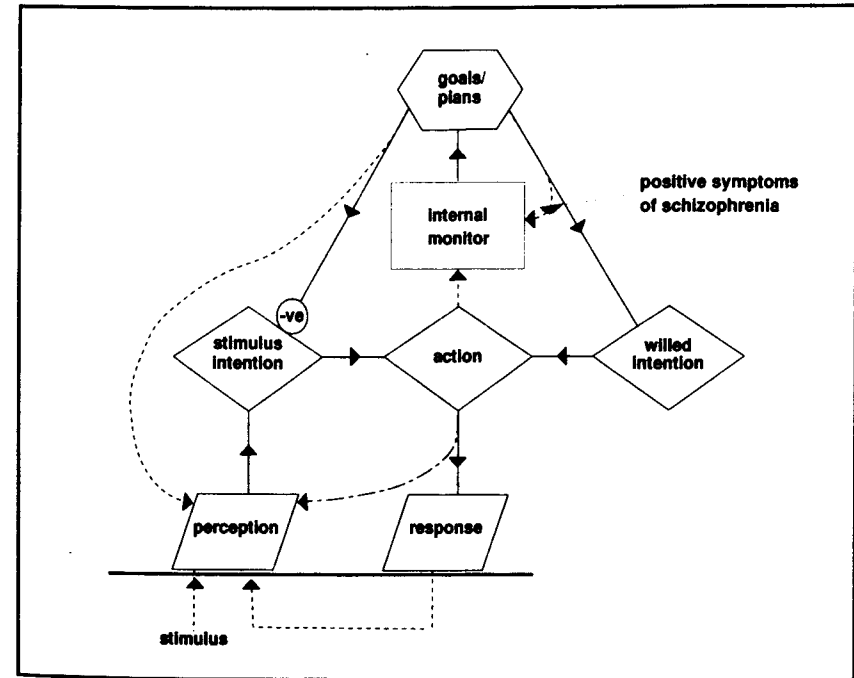 goals/
plans
positive symptoms
of schizophrenia
internal
monitor
-ve
stimulus
intention
action
willed
intention
perception
response
stimulus